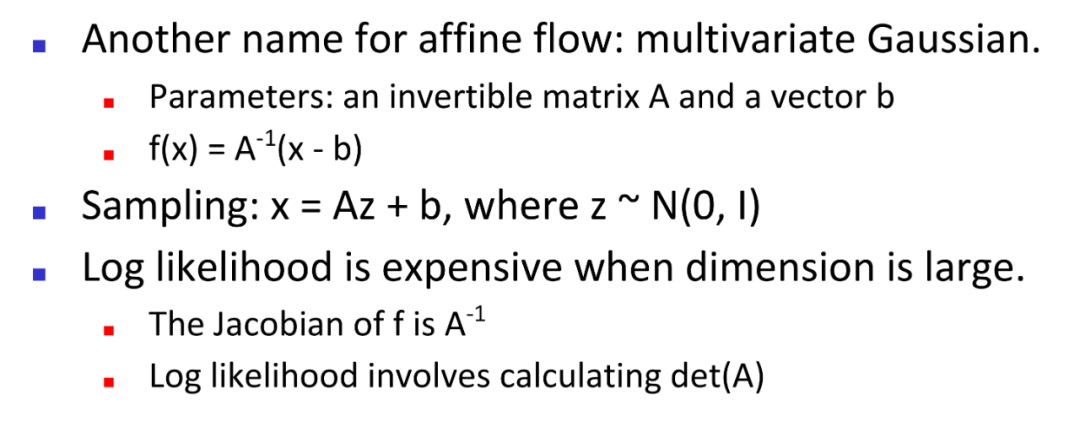 Another name for affine flow: multivariate Gaussian.
Parameters: an invertible matrix A and a vector b
f(x) = A⁻¹(x - b)
Sampling: x = Az + b, where z ~ N(0, I)
Log likelihood is expensive when dimension is large.
The Jacobian of f is A⁻¹
Log likelihood involves calculating det(A)